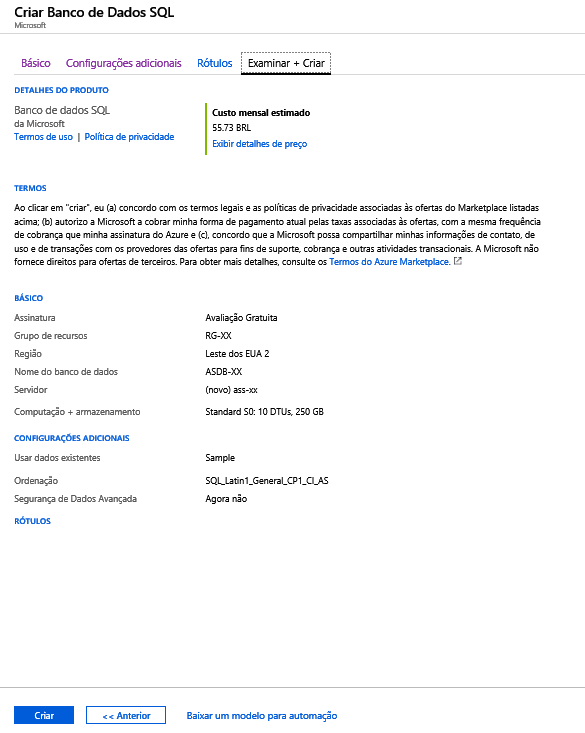 Criar Banco de Dados SQL
Microsoft
Básico Configurações adicionais Rótulos Examinar + Criar
DETALHES DO PRODUTO
Banco de dados SQL
da Microsoft
Termos de uso | Política de privacidade
Custo mensal estimado
55.73 BRL
Exibir detalhes de preço
TERMOS
Ao clicar em "criar", eu (a) concordo com os termos legais e as políticas de privacidade associadas às ofertas do Marketplace listadas
acima; (b) autorizo a Microsoft a cobrar minha forma de pagamento atual pelas taxas associadas às ofertas, com a mesma frequência
de cobrança que minha assinatura do Azure e (c), concordo que a Microsoft possa compartilhar minhas informações de contato, de
uso e de transações com os provedores das ofertas para fins de suporte, cobrança e outras atividades transacionais. A Microsoft não
fornece direitos para ofertas de terceiros. Para obter mais detalhes, consulte os Termos do Azure Marketplace.
BÁSICO
Assinatura Avaliação Gratuita
Grupo de recursos RG-XX
Região Leste dos EUA 2
Nome do banco de dados ASDB-XX
Servidor (novo) ass-xx
Computação + armazenamento Standard S0: 10 DTUs, 250 GB
CONFIGURAÇÕES ADICIONAIS
Usar dados existentes Sample
Ordenação SQL_Latin1_General_CP1_CI_AS
Segurança de Dados Avançada Agora não
RÓTULOS
Criar << Anterior Baixar um modelo para automação